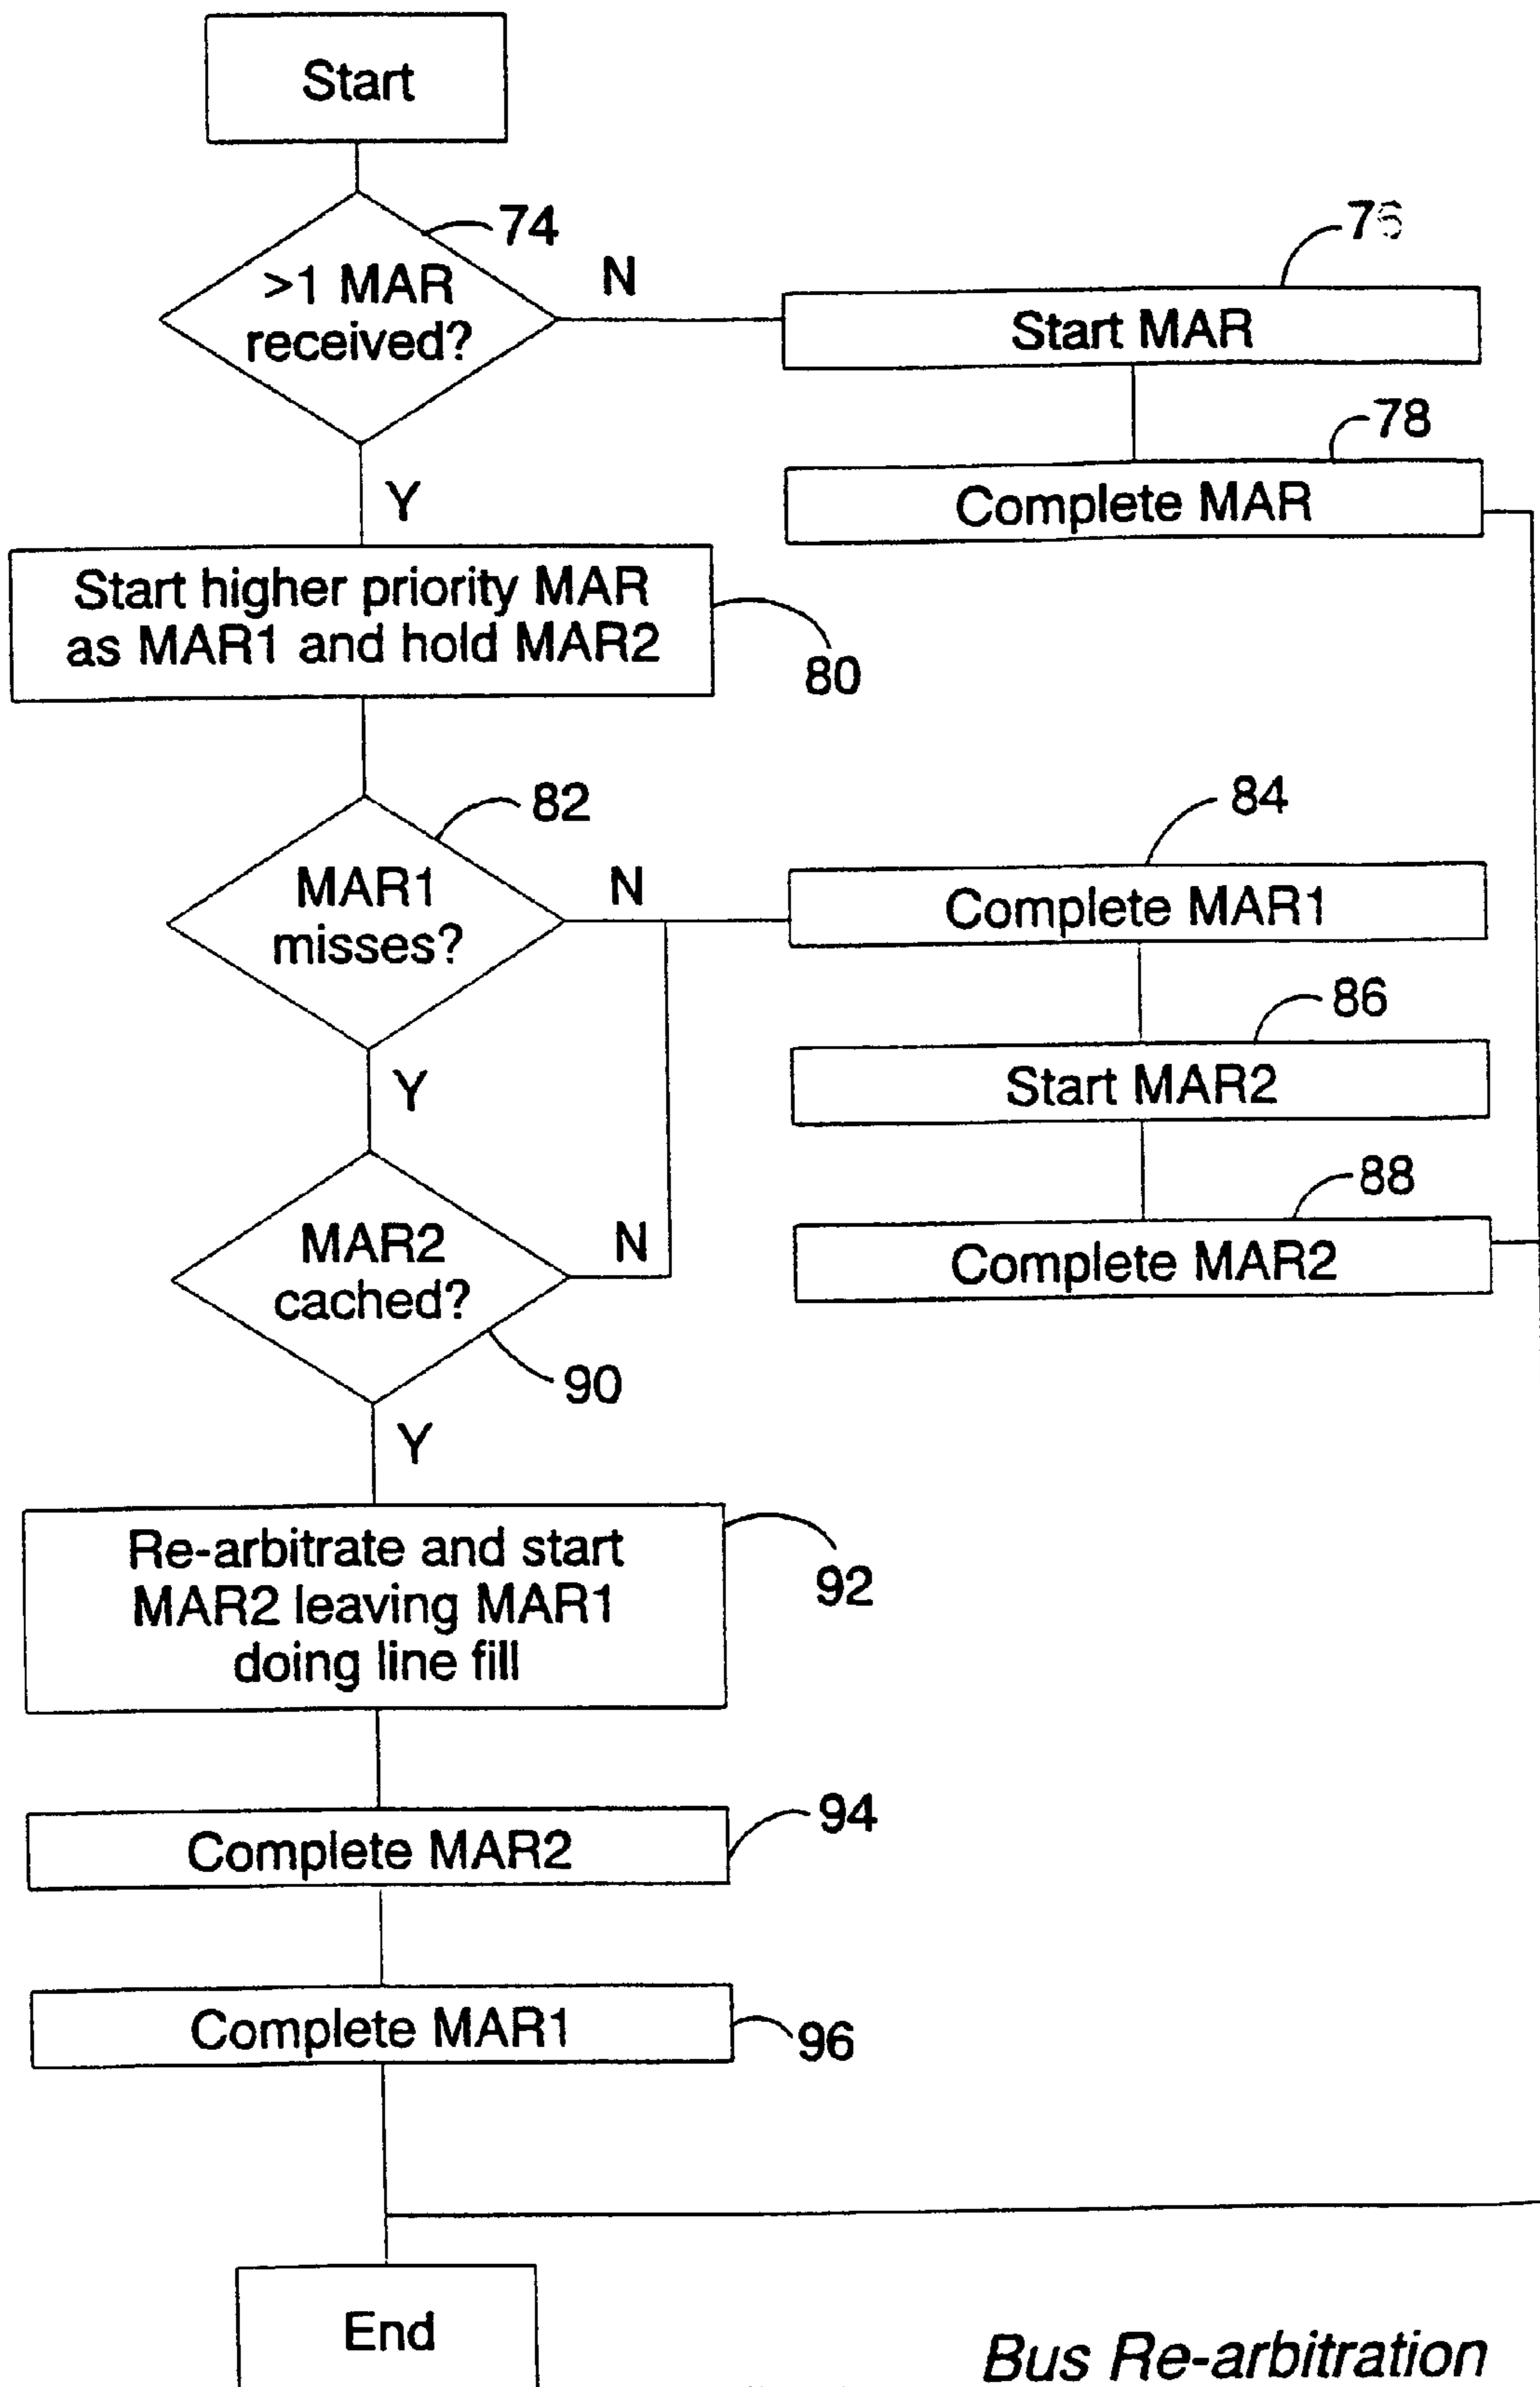 Start
74
>1 MAR
received?
N
76
Start MAR
78
Complete MAR
Y
Start higher priority MAR
as MAR1 and hold MAR2
80
82
MAR1
misses?
N
84
Complete MAR1
86
Start MAR2
88
Complete MAR2
Y
MAR2
cached?
N
90
Y
Re-arbitrate and start
MAR2 leaving MAR1
doing line fill
92
Complete MAR2
94
Complete MAR1
96
End
Bus Re-arbitration